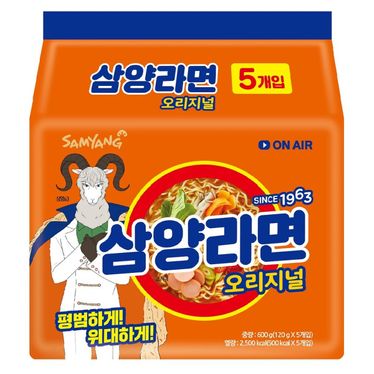 삼양라면
오리지널
5개입
SAMYANG
ON AIR
SINCE 1963
삼양라면
오리지널
평범하게!
위대하게!
중량 : 600 g (120 g X 5개입)
열량 : 2,500 kcal (500 kcal X 5개입)